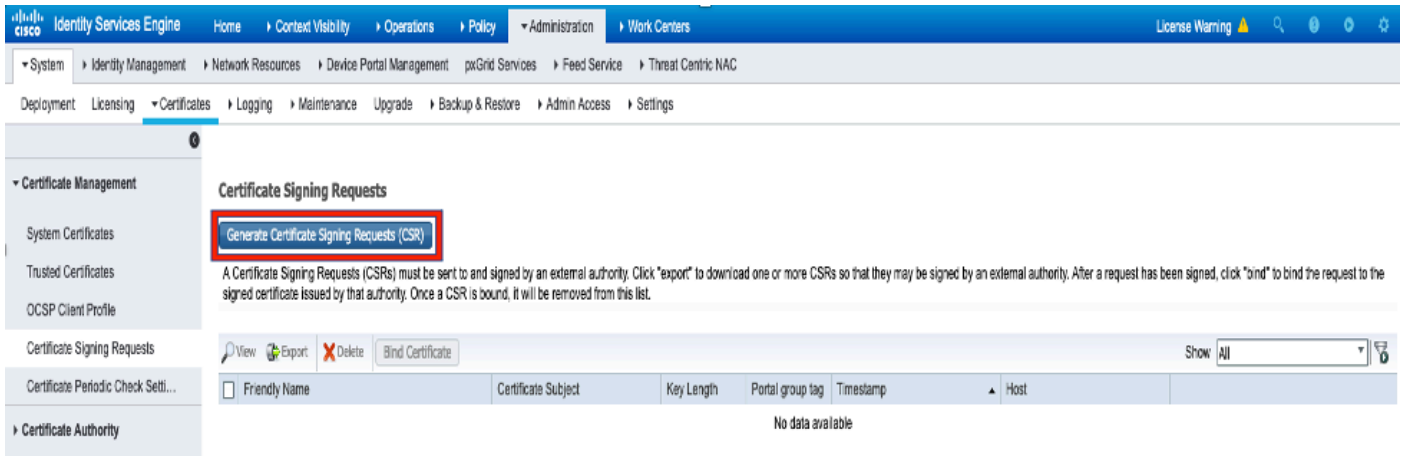 cisco Identity Services Engine Home Context Visibility Operations Policy Administration Work Centers License Warning
System Identity Management Network Resources Device Portal Management pxGrid Services Feed Service Threat Centric NAC
Deployment Licensing Certificates Logging Maintenance Upgrade Backup & Restore Admin Access Settings
Certificate Management
System Certificates
Trusted Certificates
OCSP Client Profile
Certificate Signing Requests
Certificate Periodic Check Setti...
Certificate Authority
Certificate Signing Requests
Generate Certificate Signing Requests (CSR)
A Certificate Signing Requests (CSRs) must be sent to and signed by an external authority. Click "export" to download one or more CSRs so that they may be signed by an external authority. After a request has been signed, click "bind" to bind the request to the
signed certificate issued by that authority. Once a CSR is bound, it will be removed from this list.
View Export Delete Bind Certificate Show All
Friendly Name Certificate Subject Key Length Portal group tag Timestamp Host
No data available